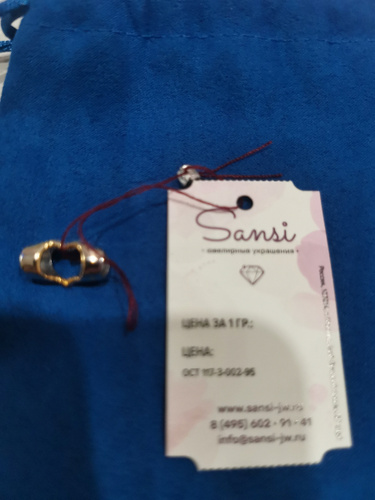 Sansi
• ювелирные украшения •
ЦЕНА ЗА 1 ГР.:
ЦЕНА:
ОСТ 117-3-002-95
www.sansi-jw.ru
8 (495) 602 - 91 - 41
info@sansi-jw.ru
Россия,